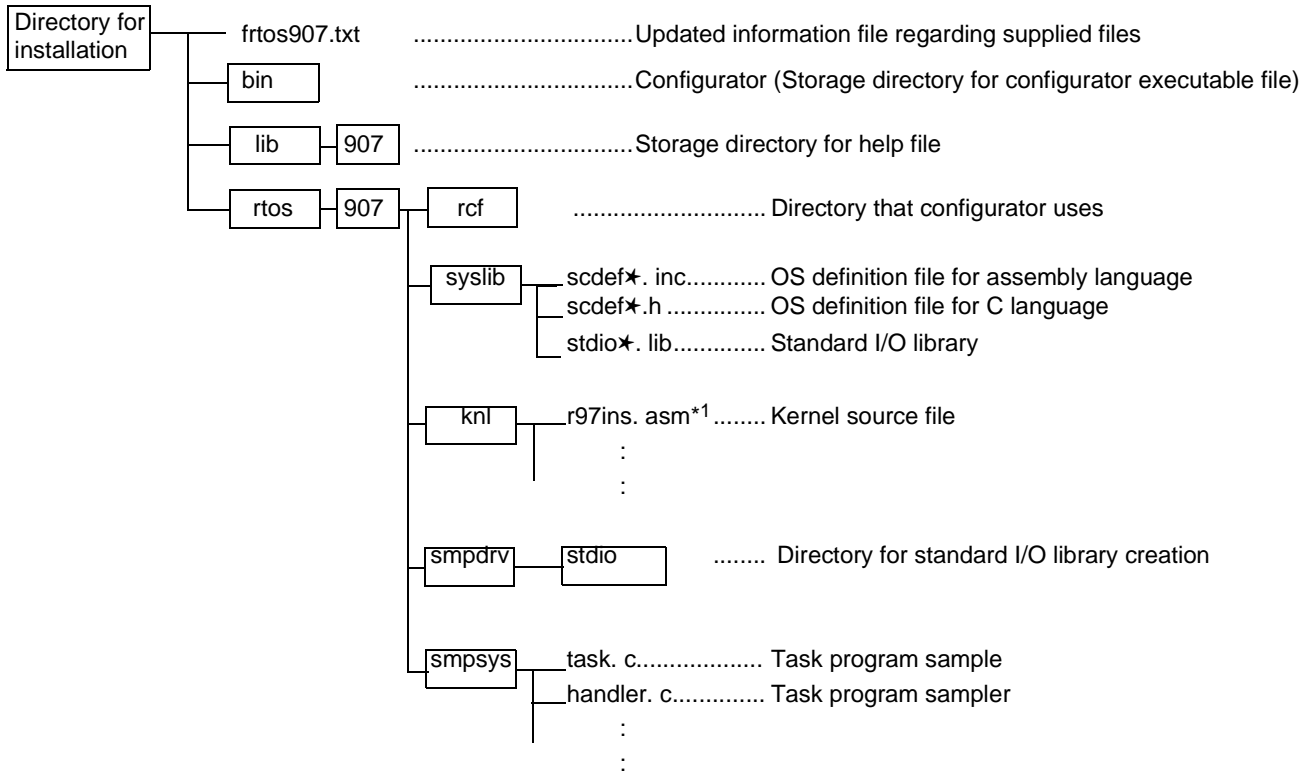 Directory for
installation
frtos907.txt ..................................Updated information file regarding supplied files
bin ..................................Configurator (Storage directory for configurator executable file)
lib 907 ..................................Storage directory for help file
rtos 907 rcf ............................. Directory that configurator uses
syslib scdef✶. inc............ OS definition file for assembly language
scdef✶.h ............... OS definition file for C language
stdio✶. lib.............. Standard I/O library
knl r97ins. asm*1 ........ Kernel source file
:
:
smpdrv stdio ........ Directory for standard I/O library creation
smpsys task. c................... Task program sample
handler. c.............. Task program sampler
:
: